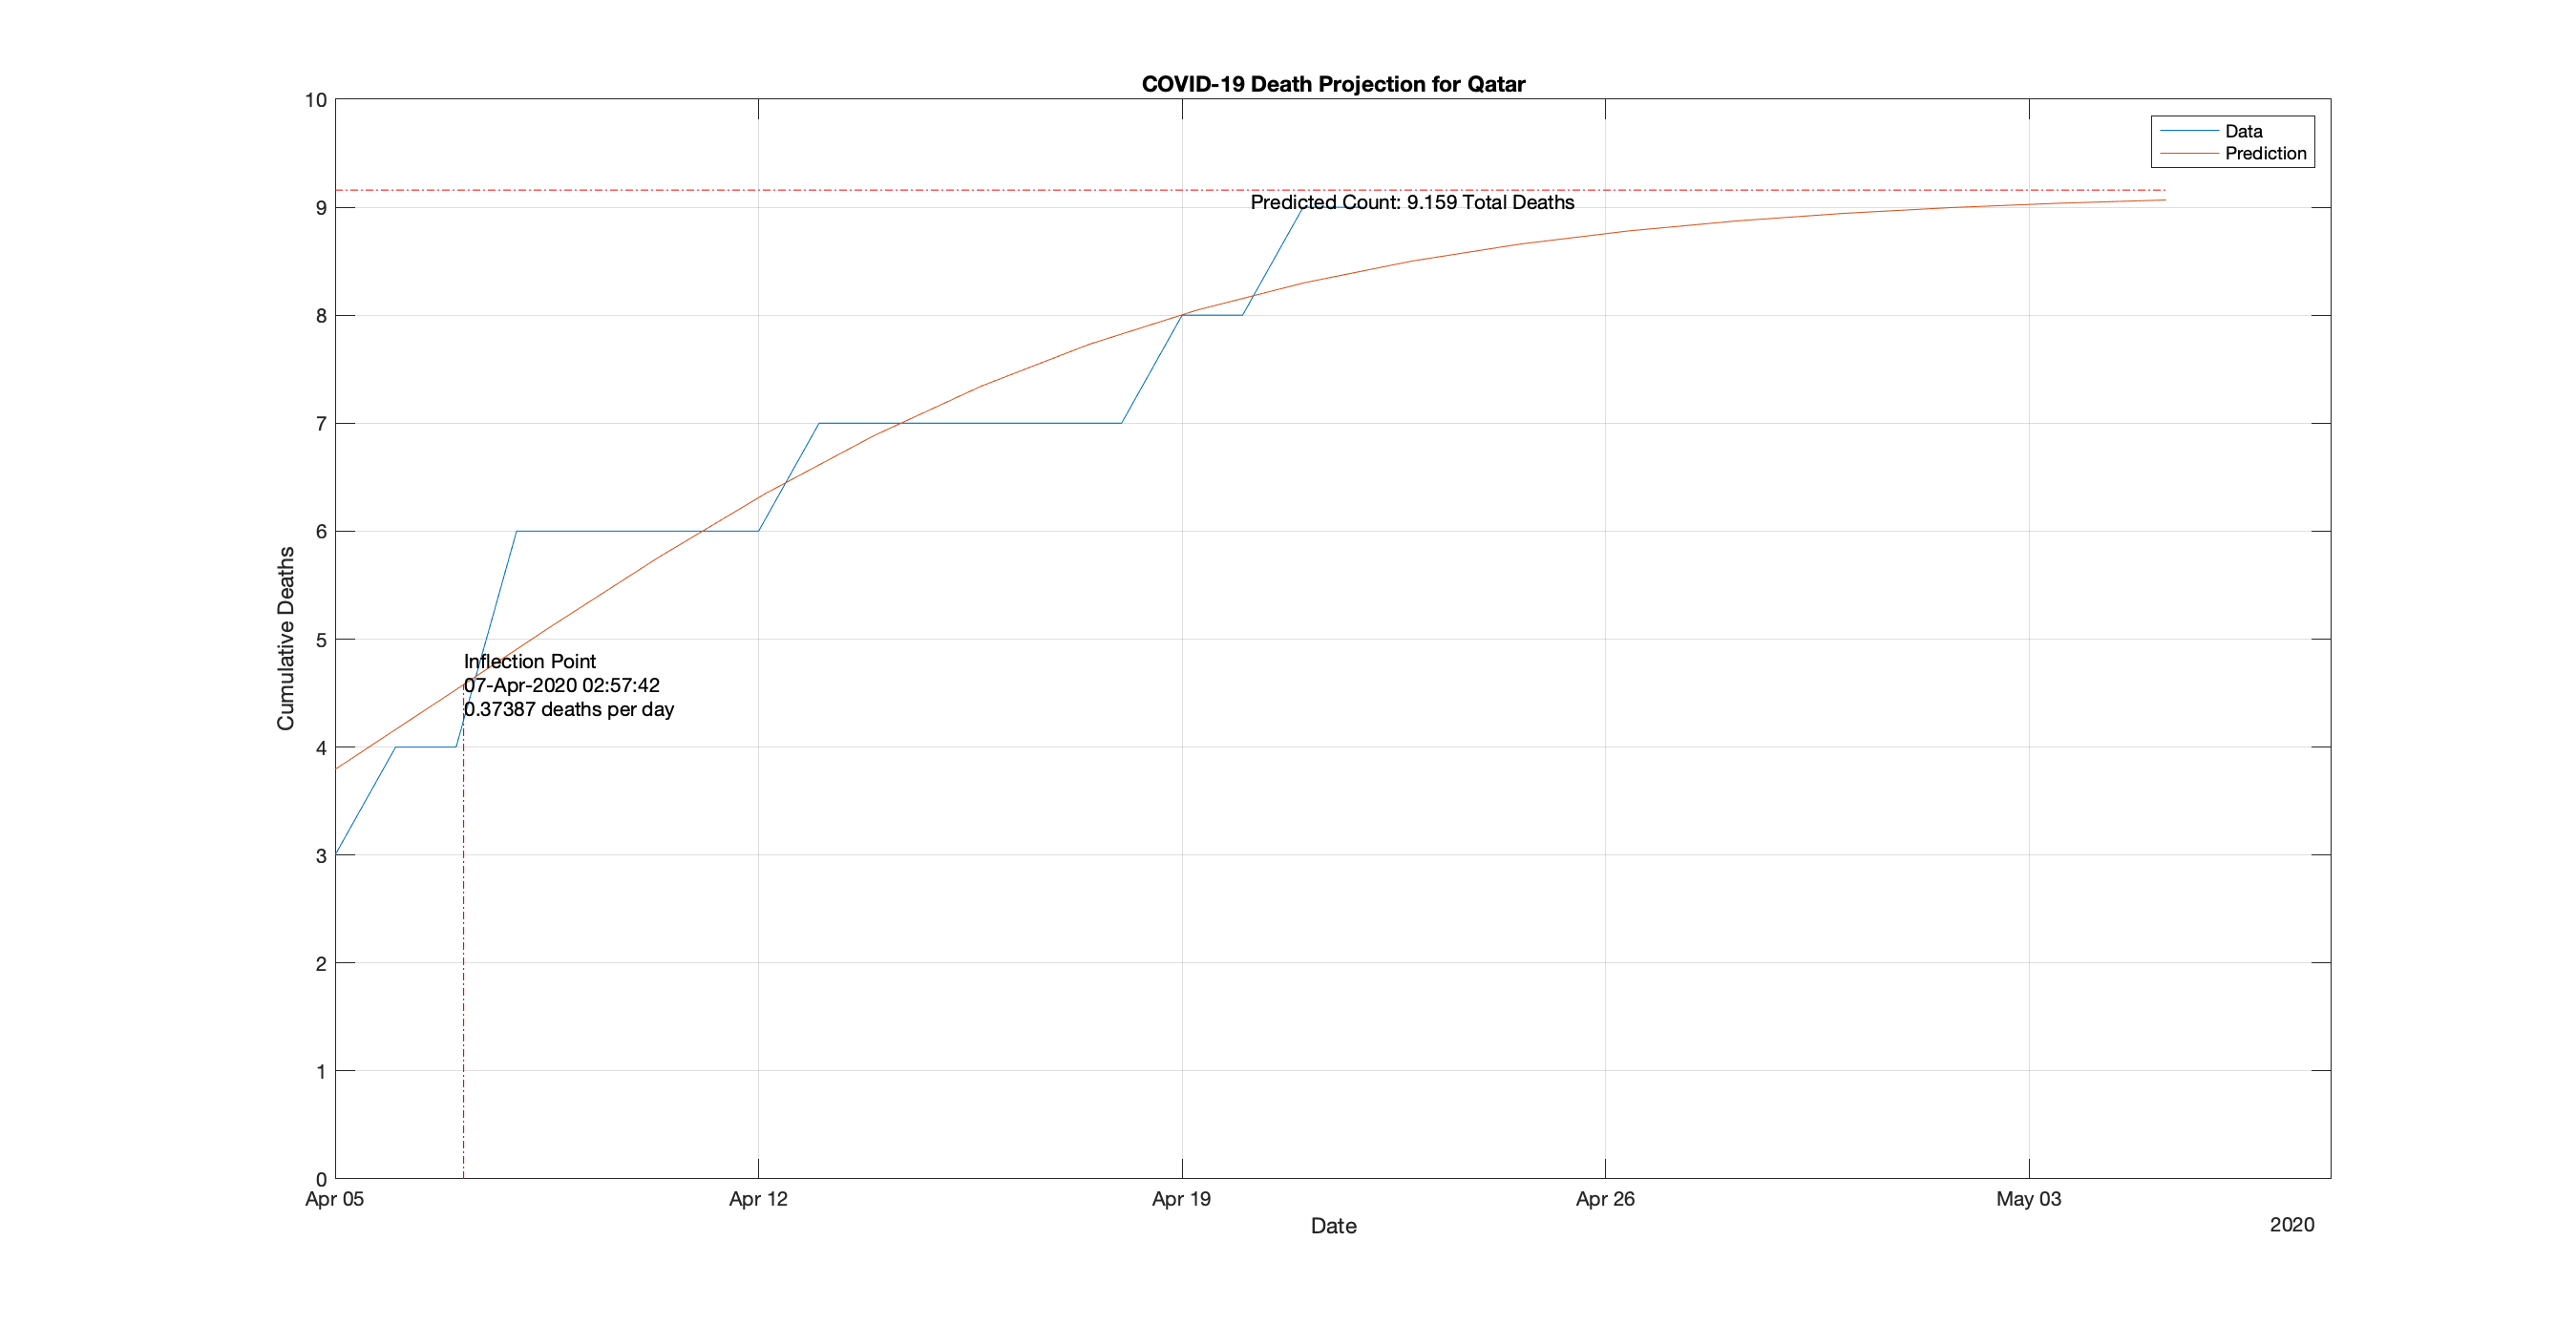 COVID-19 Death Projection for Qatar
10
9
8
7
6
5
4
3
2
1
0
Cumulative Deaths
Data
Prediction
Predicted Count: 9.159 Total Deaths
Inflection Point
07-Apr-2020 02:57:42
0.37387 deaths per day
Apr 05
Apr 12
Apr 19
Apr 26
May 03
Date
2020